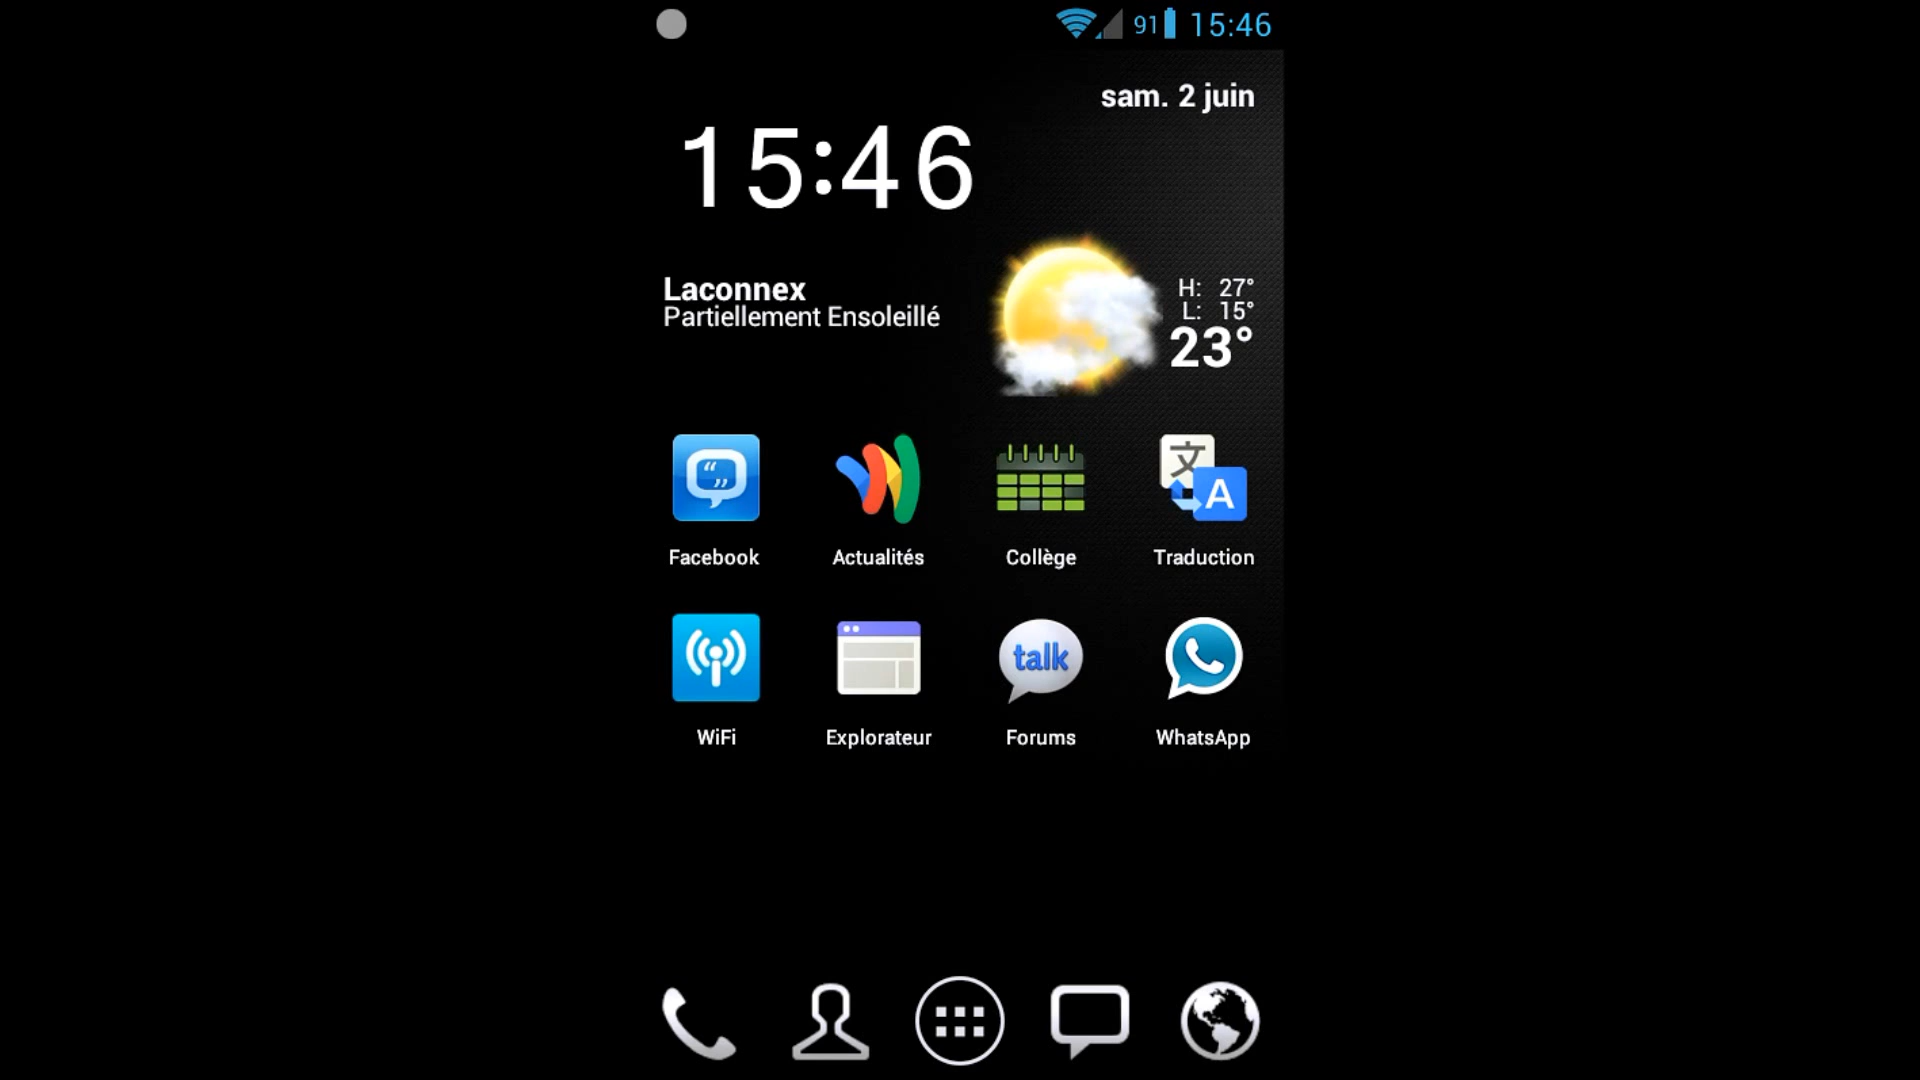 91 15:46
sam. 2 juin
15:46
Laconnex
Partiellement Ensoleillé
H: 27°
L: 15°
23°
文 A
Facebook Actualités Collège Traduction
talk
WiFi Explorateur Forums WhatsApp